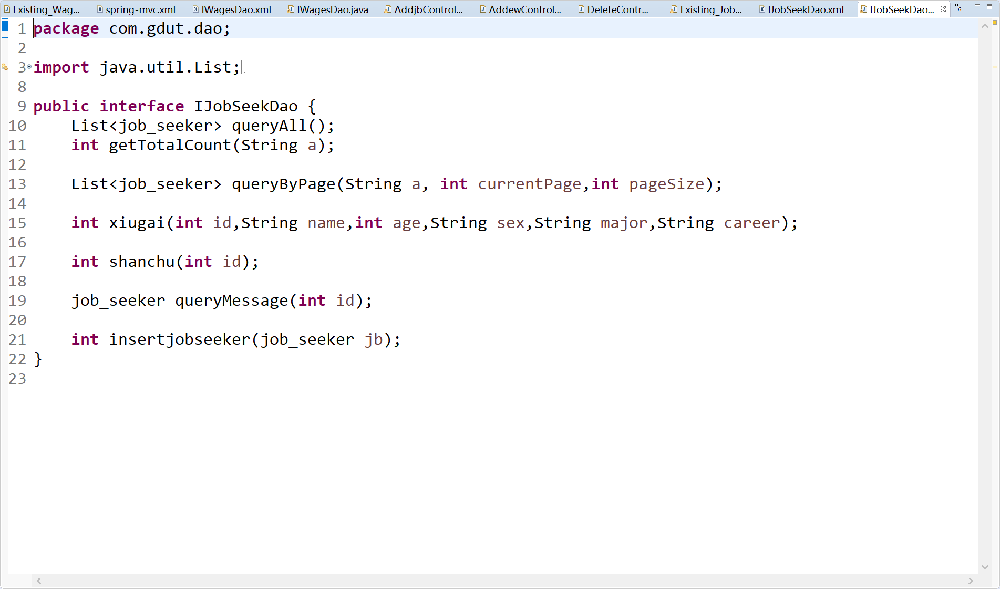 Existing_Wag... spring-mvc.xml IWagesDao.xml IWagesDao.java AddjbControl... AddewControl... DeleteContr... Existing_Job... IJobSeekDao.xml IJobSeekDao... »6
1 package com.gdut.dao;
2
3 import java.util.List;
8
9 public interface IJobSeekDao {
10 List<job_seeker> queryAll();
11 int getTotalCount(String a);
12
13 List<job_seeker> queryByPage(String a, int currentPage,int pageSize);
14
15 int xiugai(int id,String name,int age,String sex,String major,String career);
16
17 int shanchu(int id);
18
19 job_seeker queryMessage(int id);
20
21 int insertjobseeker(job_seeker jb);
22 }
23